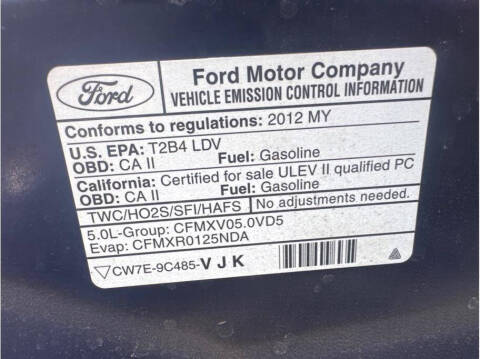 Ford
Ford Motor Company
VEHICLE EMISSION CONTROL INFORMATION
Conforms to regulations: 2012 MY
U.S. EPA: T2B4 LDV
OBD: CA II Fuel: Gasoline
California: Certified for sale ULEV II qualified PC
OBD: CA II Fuel: Gasoline
TWC/HO2S/SFI/HAFS No adjustments needed.
5.0L-Group: CFMXV05.0VD5
Evap: CFMXR0125NDA
CW7E-9C485-VJK